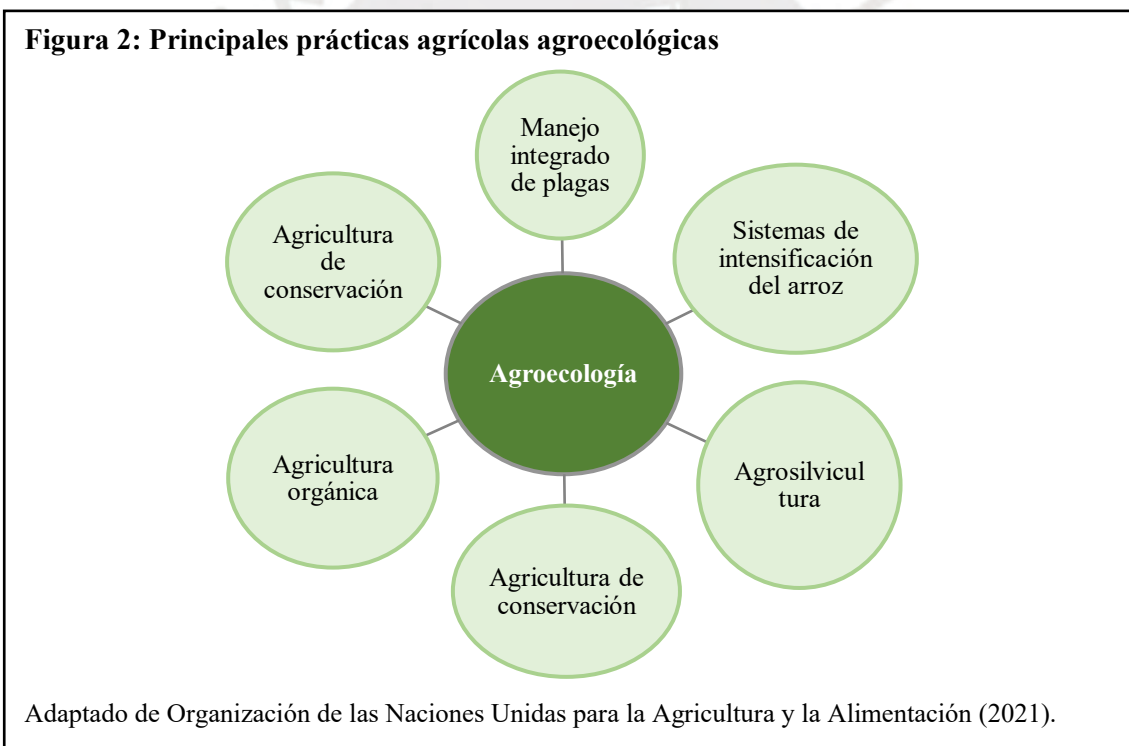 Figura 2: Principales prácticas agrícolas agroecológicas
Manejo
integrado
de plagas
Sistemas de
intensificación
del arroz
Agrosilvicul
tura
Agricultura de
conservación
Agricultura
orgánica
Agricultura
de
conservación
Agroecología
Adaptado de Organización de las Naciones Unidas para la Agricultura y la Alimentación (2021).